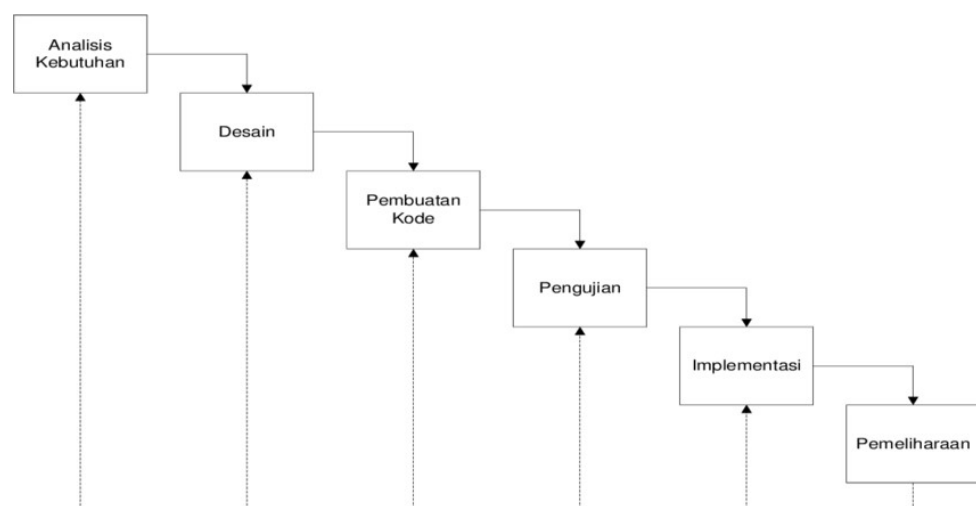 Analisis
Kebutuhan
Desain
Pembuatan
Kode
Pengujian
Implementasi
Pemeliharaan